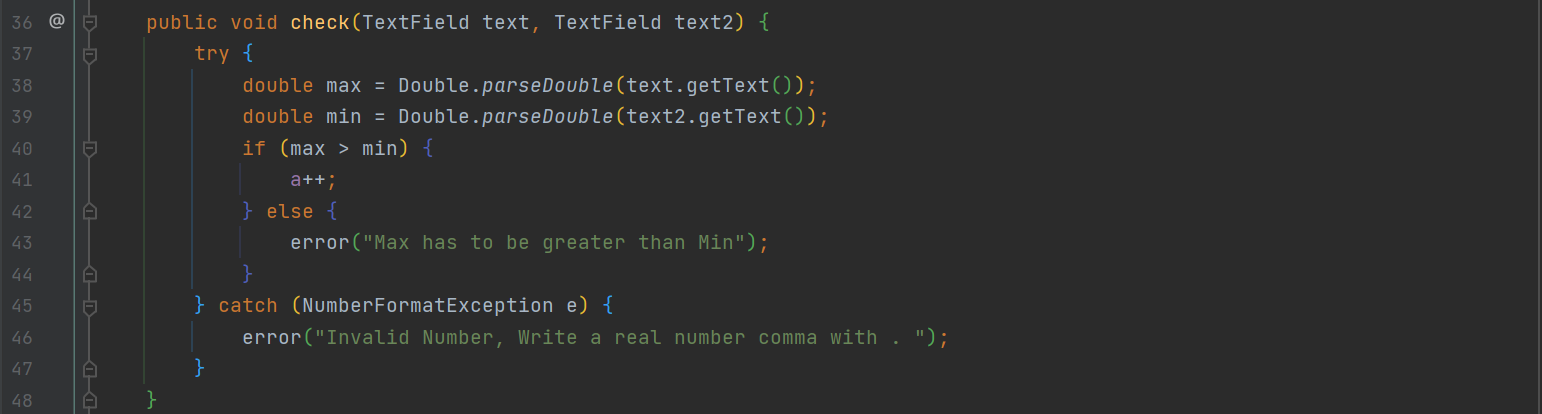 36 @ public void check(TextField text, TextField text2) {
37 try {
38 double max = Double.parseDouble(text.getText());
39 double min = Double.parseDouble(text2.getText());
40 if (max > min) {
41 a++;
42 } else {
43 error("Max has to be greater than Min");
44 }
45 } catch (NumberFormatException e) {
46 error("Invalid Number, Write a real number comma with . ");
47 }
48 }